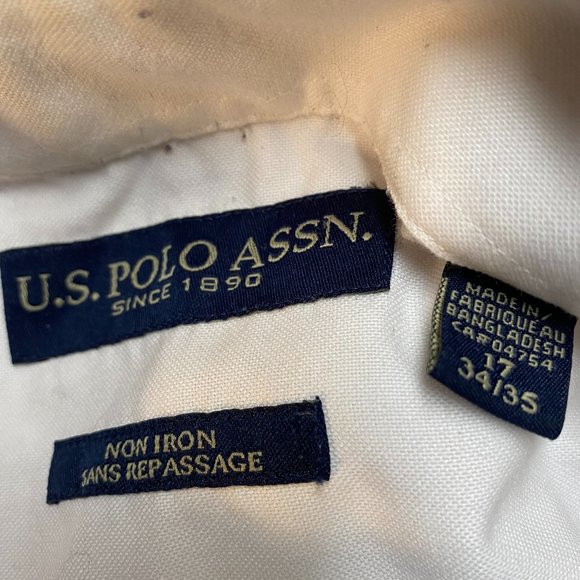 U.S. POLO ASSN.
SINCE 1890
NON IRON
SANS REPASSAGE
MADE IN /
FABRIQUE AU
BANGLADESH
CA# 04754
17
34/35